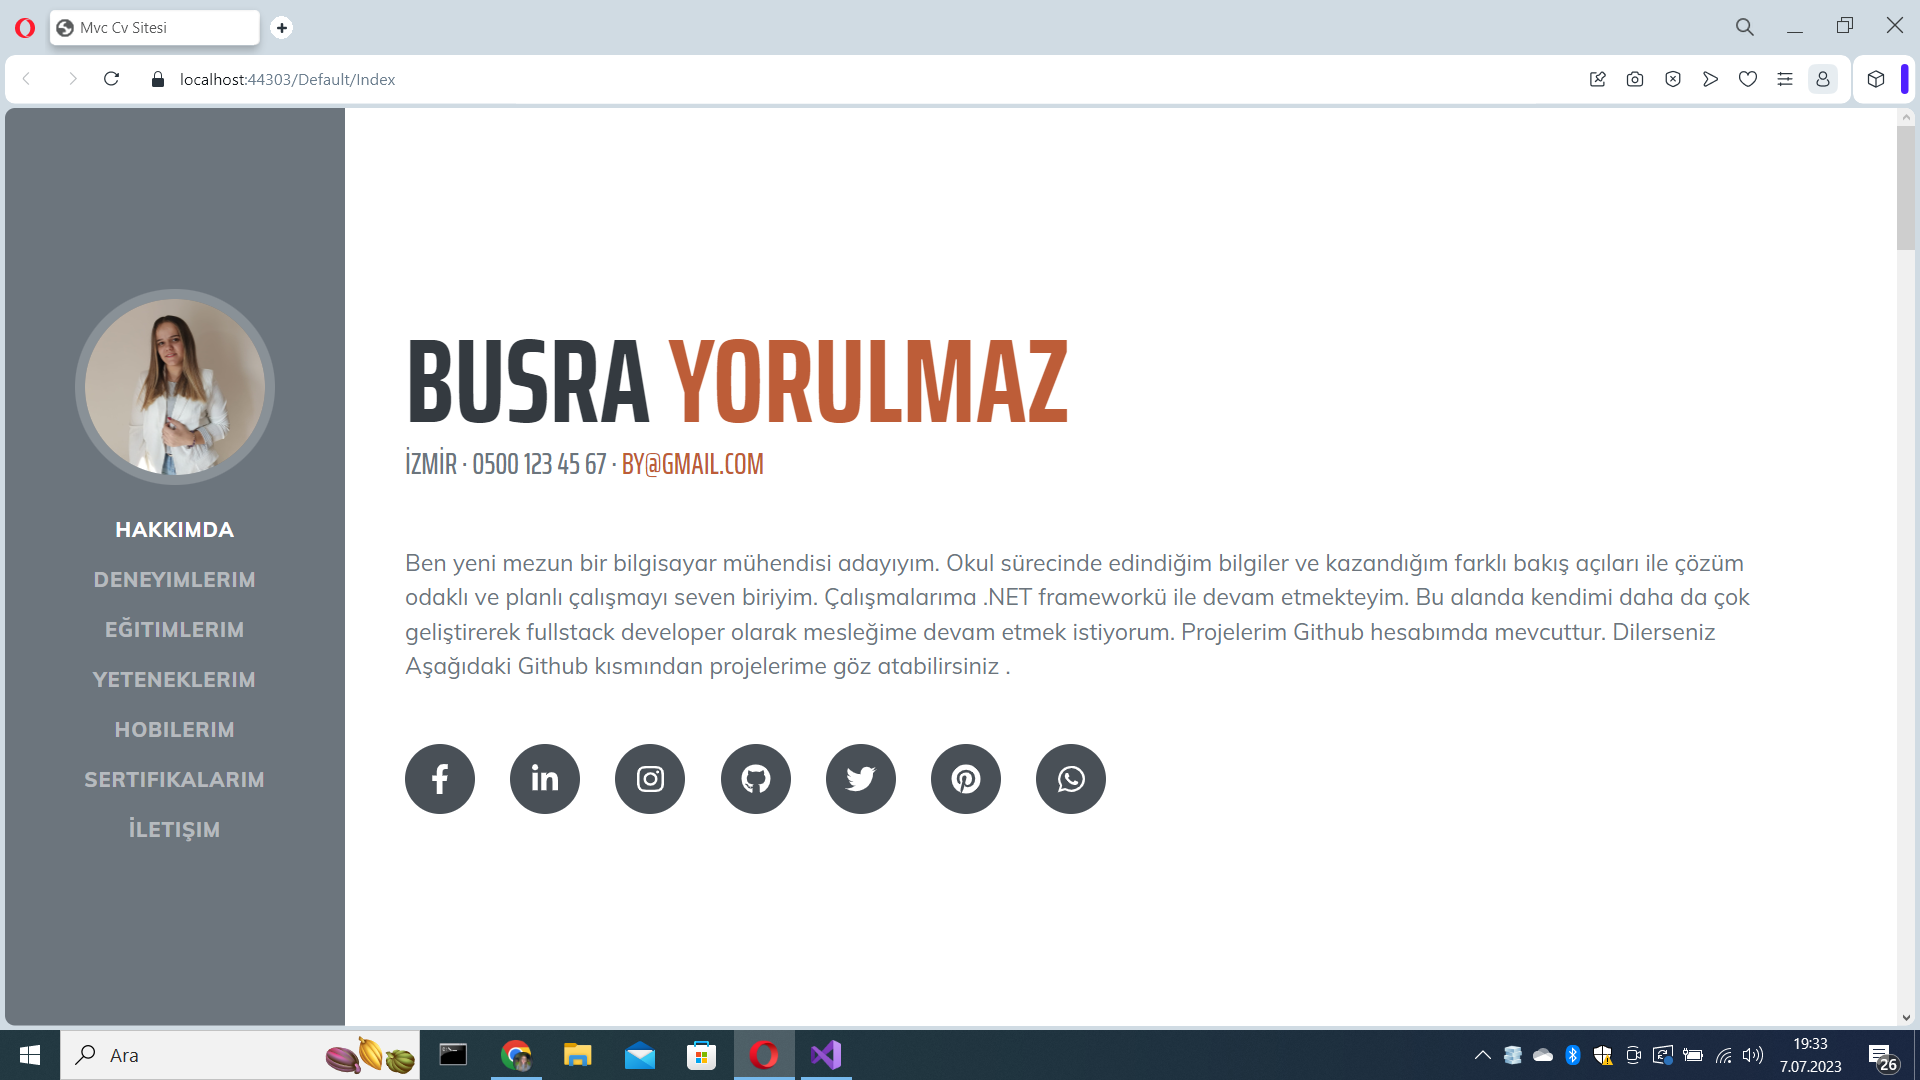 Mvc Cv Sitesi
localhost:44303/Default/Index
HAKKIMDA
DENEYIMLERIM
EĞITIMLERIM
YETENEKLERIM
HOBILERIM
SERTIFIKALARIM
İLETIŞIM
BUSRA YORULMAZ
İZMİR · 0500 123 45 67 · BY@GMAIL.COM
Ben yeni mezun bir bilgisayar mühendisi adayıyım. Okul sürecinde edindiğim bilgiler ve kazandığım farklı bakış açıları ile çözüm
odaklı ve planlı çalışmayı seven biriyim. Çalışmalarıma .NET frameworkü ile devam etmekteyim. Bu alanda kendimi daha da çok
geliştirerek fullstack developer olarak mesleğime devam etmek istiyorum. Projelerim Github hesabımda mevcuttur. Dilerseniz
Aşağıdaki Github kısmından projelerime göz atabilirsiniz .
Ara
19:33
7.07.2023
26